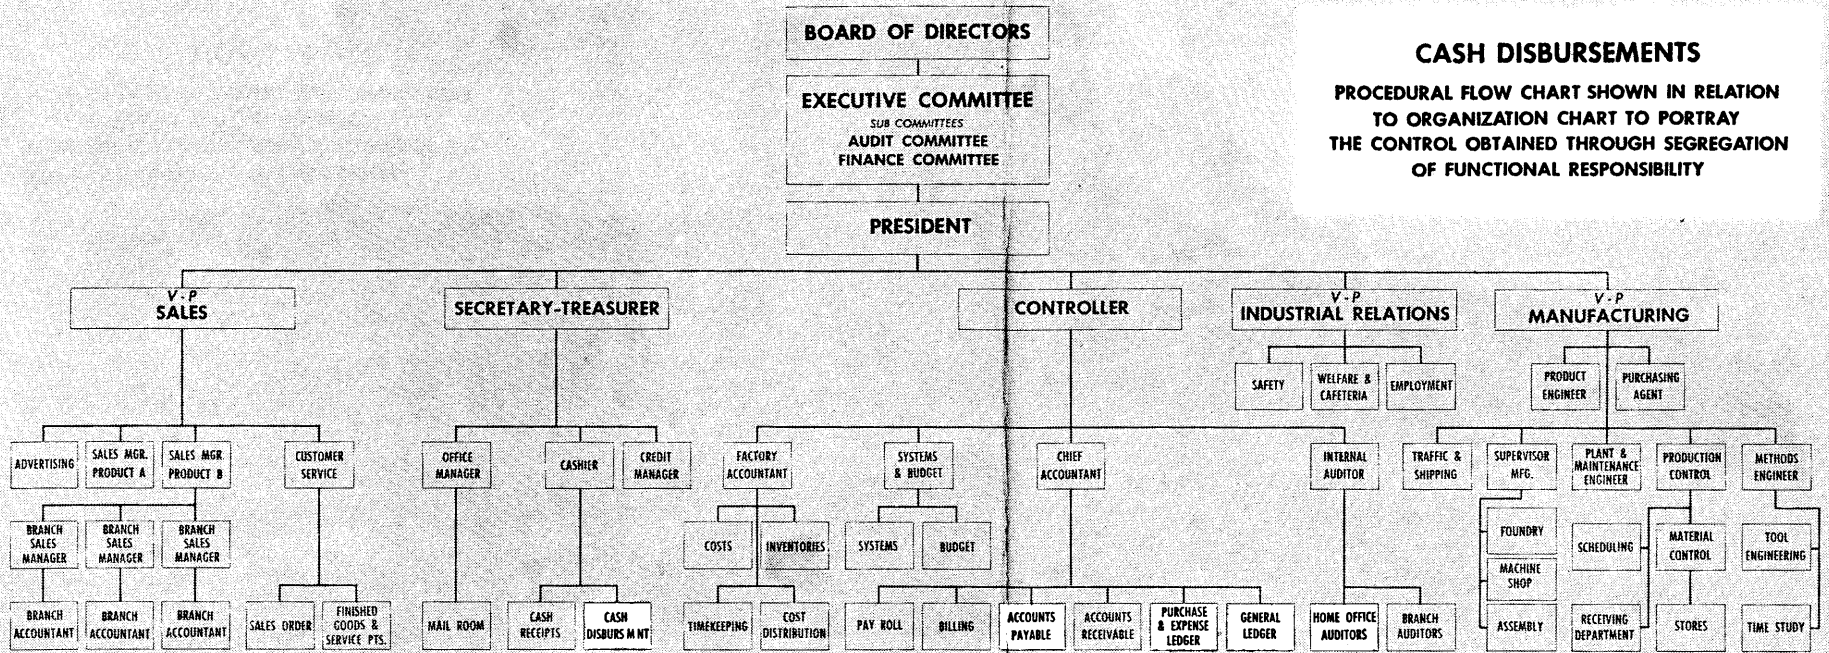 BOARD OF DIRECTORS
EXECUTIVE COMMITTEE
SUB COMMITTEES
AUDIT COMMITTEE
FINANCE COMMITTEE
PRESIDENT
CASH DISBURSEMENTS
PROCEDURAL FLOW CHART SHOWN IN RELATION
TO ORGANIZATION CHART TO PORTRAY
THE CONTROL OBTAINED THROUGH SEGREGATION
OF FUNCTIONAL RESPONSIBILITY
V-P
SALES
SECRETARY-TREASURER
CONTROLLER
V-P
INDUSTRIAL RELATIONS
V-P
MANUFACTURING
SAFETY
WELFARE &
CAFETERIA
EMPLOYMENT
PRODUCT
ENGINEER
PURCHASING
AGENT
ADVERTISING
SALES MGR.
PRODUCT A
SALES MGR.
PRODUCT B
CUSTOMER
SERVICE
OFFICE
MANAGER
CASHIER
CREDIT
MANAGER
FACTORY
ACCOUNTANT
SYSTEMS
& BUDGET
CHIEF
ACCOUNTANT
INTERNAL
AUDITOR
TRAFFIC &
SHIPPING
SUPERVISOR
MFG.
PLANT &
MAINTENANCE
ENGINEER
PRODUCTION
CONTROL
METHODS
ENGINEER
BRANCH
SALES
MANAGER
BRANCH
SALES
MANAGER
BRANCH
SALES
MANAGER
COSTS
INVENTORIES
SYSTEMS
BUDGET
FOUNDRY
SCHEDULING
MATERIAL
CONTROL
TOOL
ENGINEERING
MACHINE
SHOP
BRANCH
ACCOUNTANT
BRANCH
ACCOUNTANT
BRANCH
ACCOUNTANT
SALES ORDER
FINISHED
GOODS &
SERVICE PTS.
MAIL ROOM
CASH
RECEIPTS
CASH
DISBURSMNT
TIMEKEEPING
COST
DISTRIBUTION
PAY ROLL
BILLING
ACCOUNTS
PAYABLE
ACCOUNTS
RECEIVABLE
PURCHASE
& EXPENSE
LEDGER
GENERAL
LEDGER
HOME OFFICE
AUDITORS
BRANCH
AUDITORS
ASSEMBLY
RECEIVING
DEPARTMENT
STORES
TIME STUDY